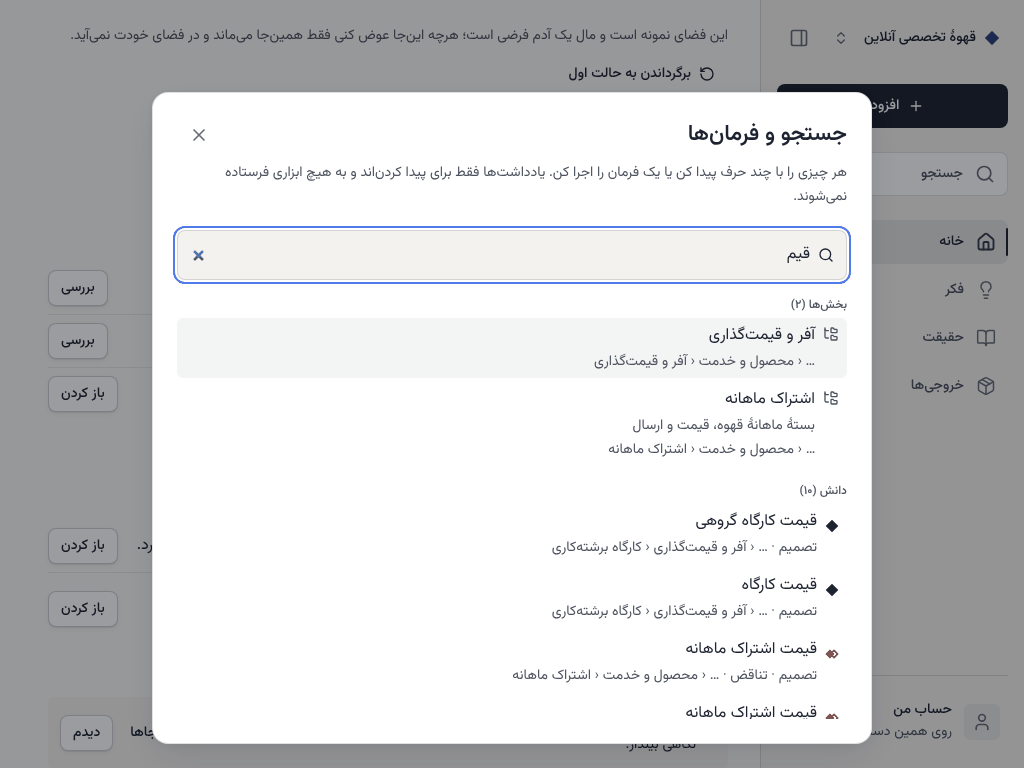 این فضای نمونه است و مال یک آدم فرضی است؛ هرچه این‌جا عوض کنی فقط همین‌جا می‌ماند و در فضای خودت نمی‌آید.
برگرداندن به حالت اول
قهوهٔ تخصصی آنلاین
افزود
جستجو
خانه
فکر
حقیقت
خروجی‌ها
حساب من
روی همین دست
بررسی
بررسی
باز کردن
باز کردن
باز کردن
دیدم
جستجو و فرمان‌ها
هر چیزی را با چند حرف پیدا کن یا یک فرمان را اجرا کن. یادداشت‌ها فقط برای پیدا کردن‌اند و به هیچ ابزاری فرستاده
نمی‌شوند.
قیم
بخش‌ها (۲)
آفر و قیمت‌گذاری
… › محصول و خدمت › آفر و قیمت‌گذاری
اشتراک ماهانه
بستهٔ ماهانهٔ قهوه، قیمت و ارسال
… › محصول و خدمت › اشتراک ماهانه
دانش (۱۰)
قیمت کارگاه گروهی
تصمیم · … › آفر و قیمت‌گذاری › کارگاه برشته‌کاری
قیمت کارگاه
تصمیم · … › آفر و قیمت‌گذاری › کارگاه برشته‌کاری
قیمت اشتراک ماهانه
تصمیم · تناقض · … › محصول و خدمت › اشتراک ماهانه
قیمت اشتراک ماهانه